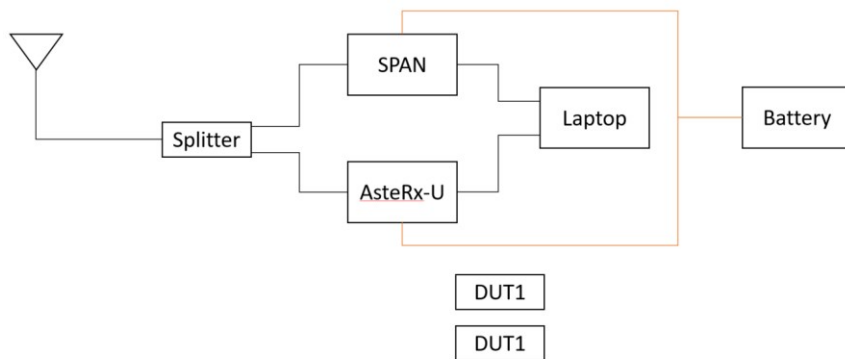 SPAN
Laptop
Battery
Splitter
AsteRx-U
DUT1
DUT1